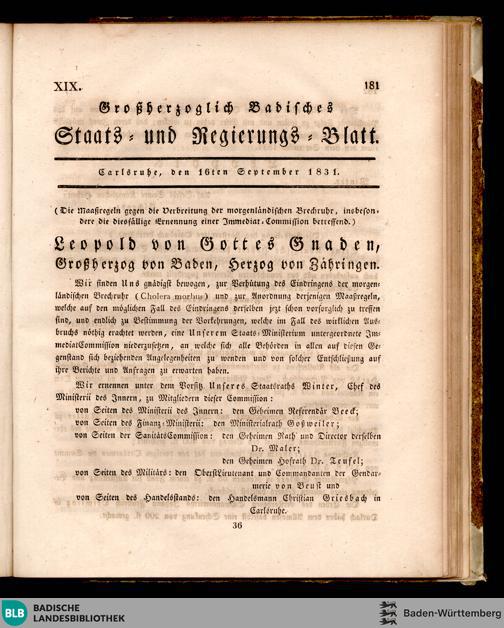 XIX. 181
Großherzoglich Badisches
Staats- und Regierungs-Blatt.
Carlsruhe, den 16ten September 1831.
(Die Maaßregeln gegen die Verbreitung der morgenländischen Brechruhr, insbeson-
dere die diesfällige Ernennung einer Immediat-Commission betreffend.)
Leopold von Gottes Gnaden,
Großherzog von Baden, Herzog von Zähringen.
Wir finden Uns gnädigst bewogen, zur Verhütung des Eindringens der morgen-
ländischen Brechruhr (Cholera morbus) und zur Anordnung derjenigen Maaßregeln,
welche auf den möglichen Fall des Eindringens derselben jezt schon vorsorglich zu treffen
sind, und endlich zu Bestimmung der Vorkehrungen, welche im Fall des wirklichen Aus-
bruchs nöthig erachtet werden, eine Unserem Staats-Ministerium untergeordnete Im-
mediatCommission niederzusetzen, an welche sich alle Behörden in allen auf diesen Ge-
genstand sich beziehenden Angelegenheiten zu wenden und von solcher Entschließung auf
ihre Berichte und Anfragen zu erwarten haben.
Wir ernennen unter dem Vorsitz Unseres Staatsraths Winter, Chef des
Ministerii des Innern, zu Mitgliedern dieser Commission:
von Seiten des Ministerii des Innern: den Geheimen Referendär Beeck;
von Seiten des Finanz-Ministerii: den Ministerialrath Goßweiler;
von Seiten der SanitätsCommission: den Geheimen Rath und Director derselben
Dr. Maler;
den Geheimen Hofrath Dr. Teufel;
von Seiten des Militärs: den OberstLieutenant und Commandanten der Gendar-
merie von Beust und
von Seiten des Handelsstands: den Handelsmann Christian Griesbach in
Carlsruhe.
36
BLB BADISCHE
LANDESBIBLIOTHEK
Baden-Württemberg